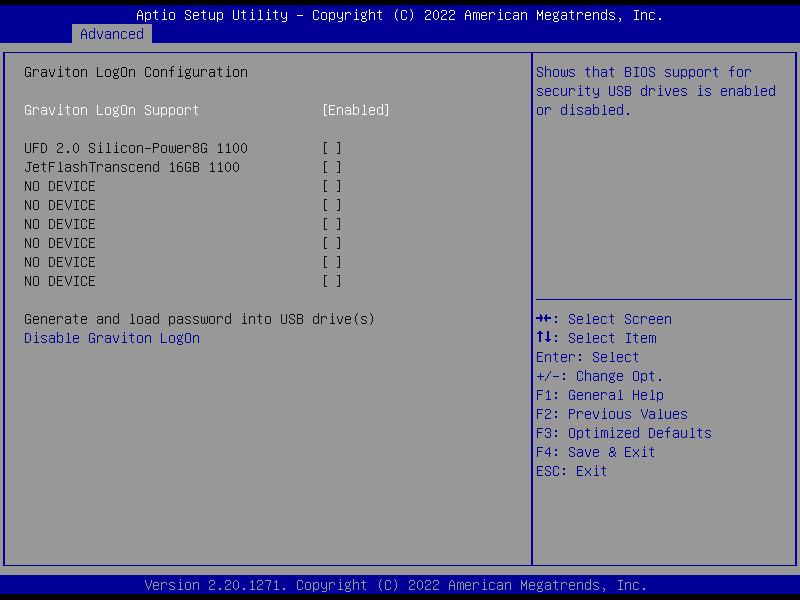 Aptio Setup Utility – Copyright (C) 2022 American Megatrends, Inc.
Advanced
Graviton LogOn Configuration
Graviton LogOn Support [Enabled]
UFD 2.0 Silicon-Power8G 1100 [ ]
JetFlashTranscend 16GB 1100 [ ]
NO DEVICE [ ]
NO DEVICE [ ]
NO DEVICE [ ]
NO DEVICE [ ]
NO DEVICE [ ]
NO DEVICE [ ]
Generate and load password into USB drive(s)
Disable Graviton LogOn
Shows that BIOS support for
security USB drives is enabled
or disabled.
→←: Select Screen
↑↓: Select Item
Enter: Select
+/-: Change Opt.
F1: General Help
F2: Previous Values
F3: Optimized Defaults
F4: Save & Exit
ESC: Exit
Version 2.20.1271. Copyright (C) 2022 American Megatrends, Inc.